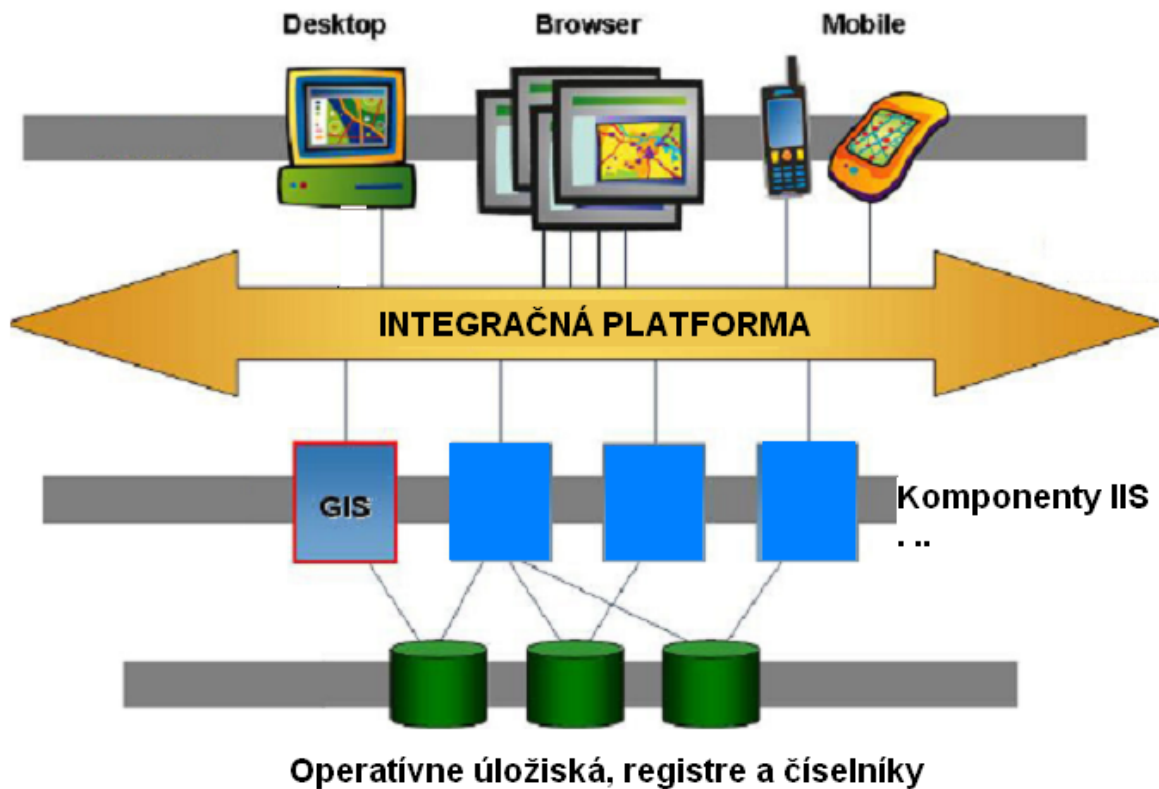 Desktop
Browser
Mobile
INTEGRAČNÁ PLATFORMA
GIS
Komponenty IIS
. ..
Operatívne úložiská, registre a číselníky